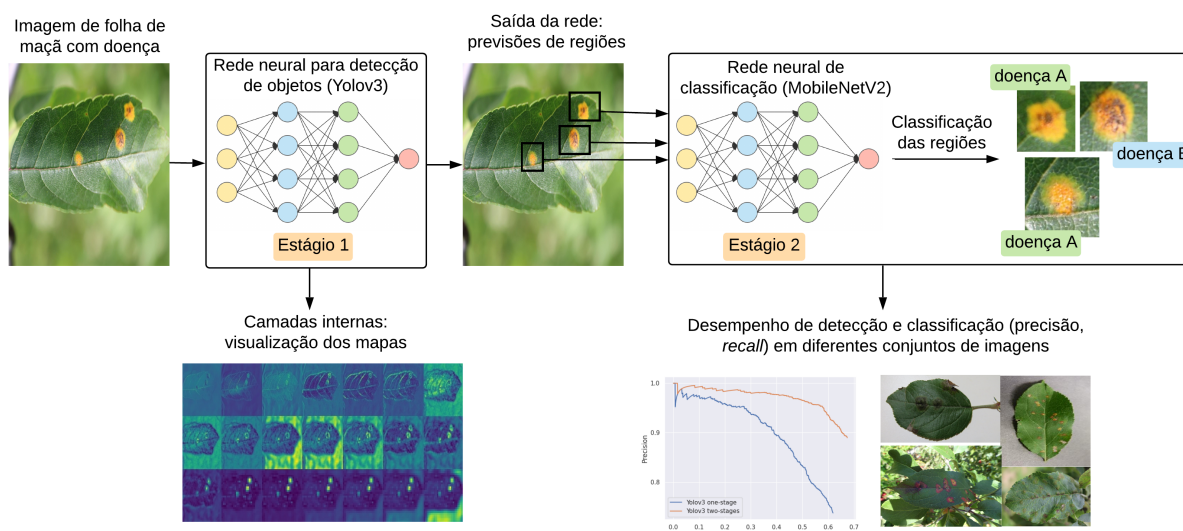 Imagem de folha de
maçã com doença
Rede neural para detecção
de objetos (Yolov3)
Estágio 1
Saída da rede:
previsões de regiões
Rede neural de
classificação (MobileNetV2)
Estágio 2
Classificação
das regiões
doença A
doença
doença A
Camadas internas:
visualização dos mapas
Desempenho de detecção e classificação (precisão,
recall) em diferentes conjuntos de imagens
1.0
0.9
0.8
Precision
Yolov3 one-stage
Yolov3 two-stages
0.0 0.1 0.2 0.3 0.4 0.5 0.6 0.7